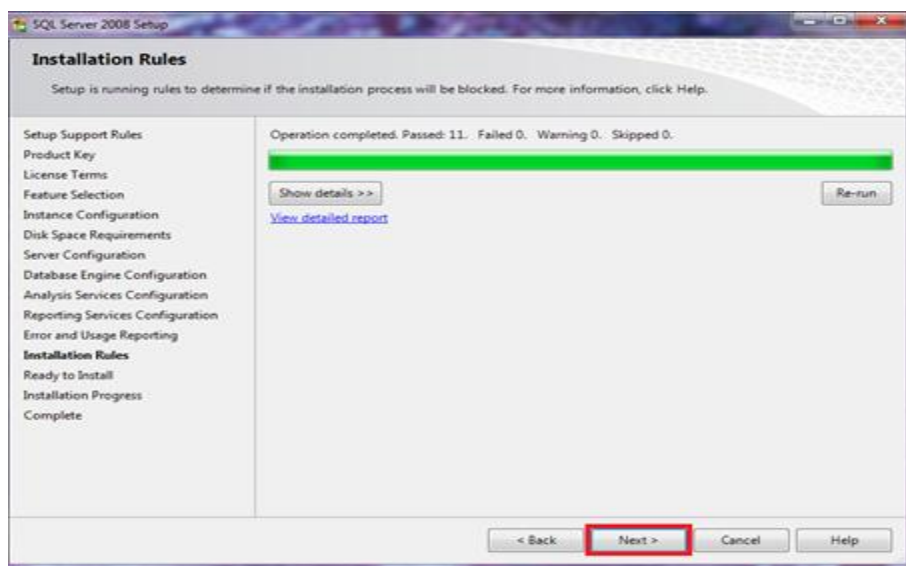 SQL Server 2008 Setup
Installation Rules
Setup is running rules to determine if the installation process will be blocked. For more information, click Help.
Setup Support Rules
Product Key
License Terms
Feature Selection
Instance Configuration
Disk Space Requirements
Server Configuration
Database Engine Configuration
Analysis Services Configuration
Reporting Services Configuration
Error and Usage Reporting
Installation Rules
Ready to Install
Installation Progress
Complete
Operation completed. Passed: 11. Failed 0. Warning 0. Skipped 0.
Show details >>
Re-run
View detailed report
< Back
Next >
Cancel
Help